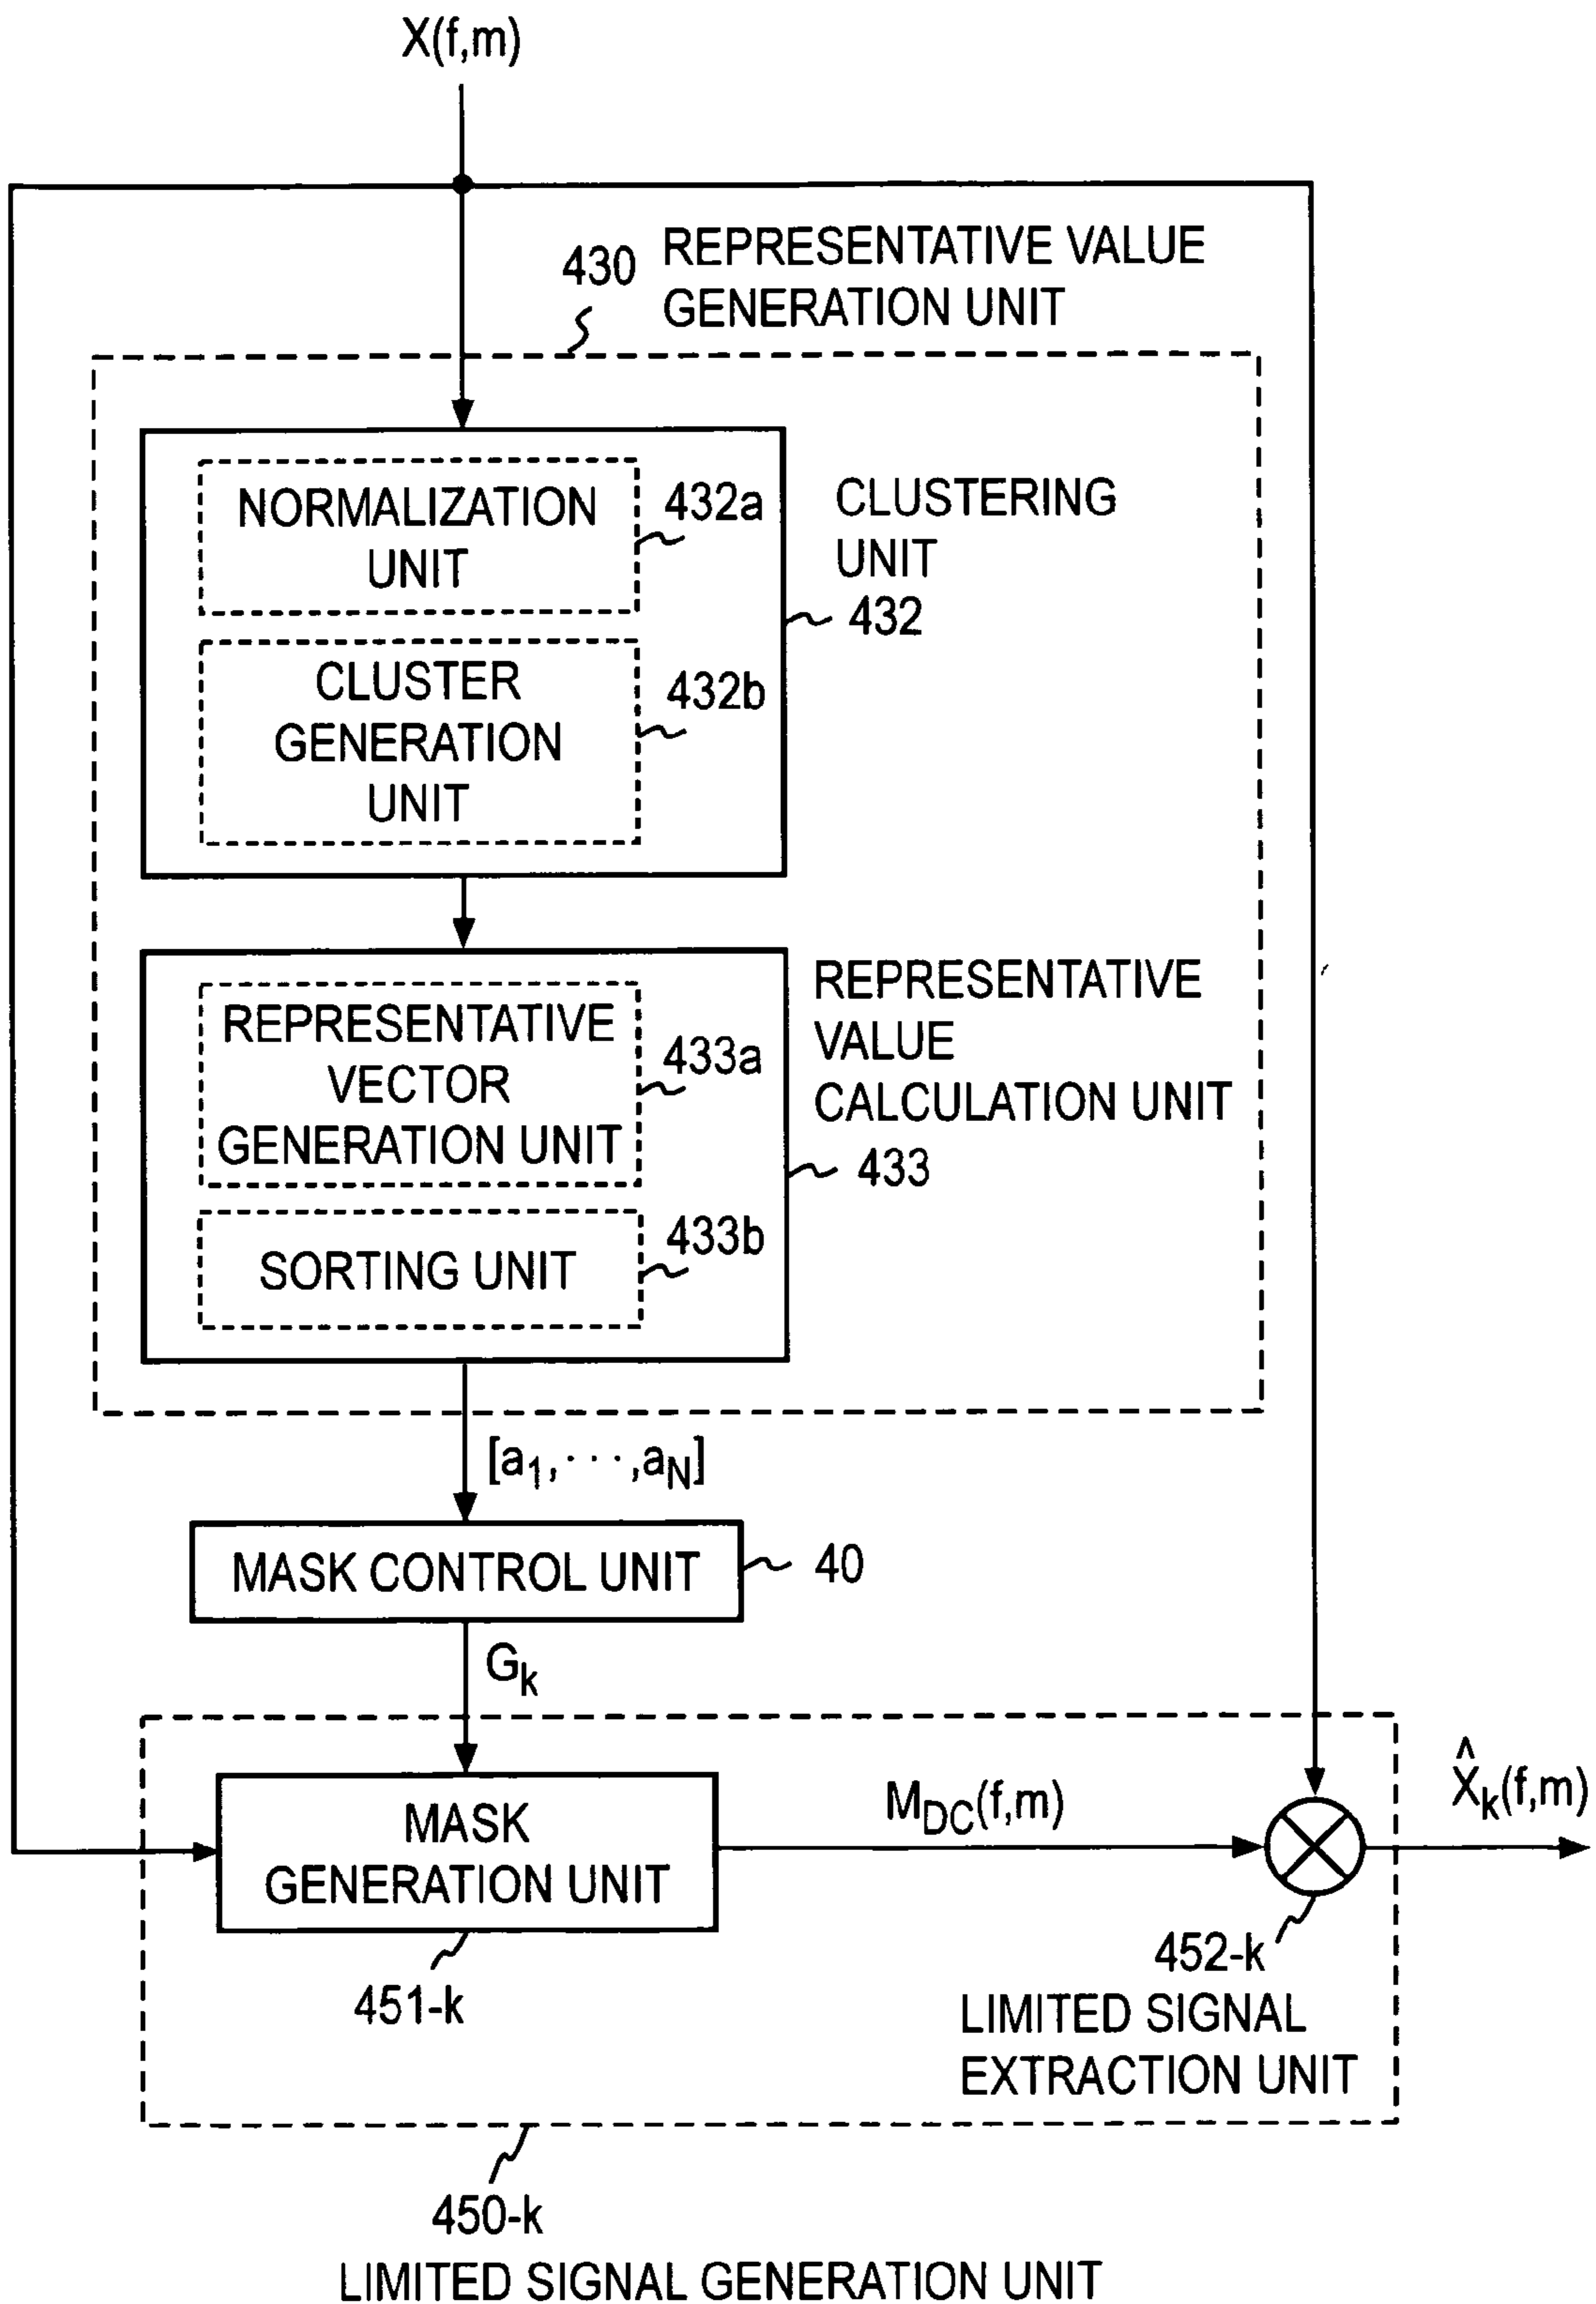 X(f,m)
430
REPRESENTATIVE VALUE
GENERATION UNIT
NORMALIZATION
UNIT
432a
CLUSTERING
UNIT
432
CLUSTER
GENERATION
UNIT
432b
REPRESENTATIVE
VECTOR
GENERATION UNIT
433a
REPRESENTATIVE
VALUE
CALCULATION UNIT
433
SORTING UNIT
433b
[a1,···,aN]
MASK CONTROL UNIT
40
Gk
MASK
GENERATION UNIT
451-k
MDC(f,m)
X̂k(f,m)
452-k
LIMITED SIGNAL
EXTRACTION UNIT
450-k
LIMITED SIGNAL GENERATION UNIT